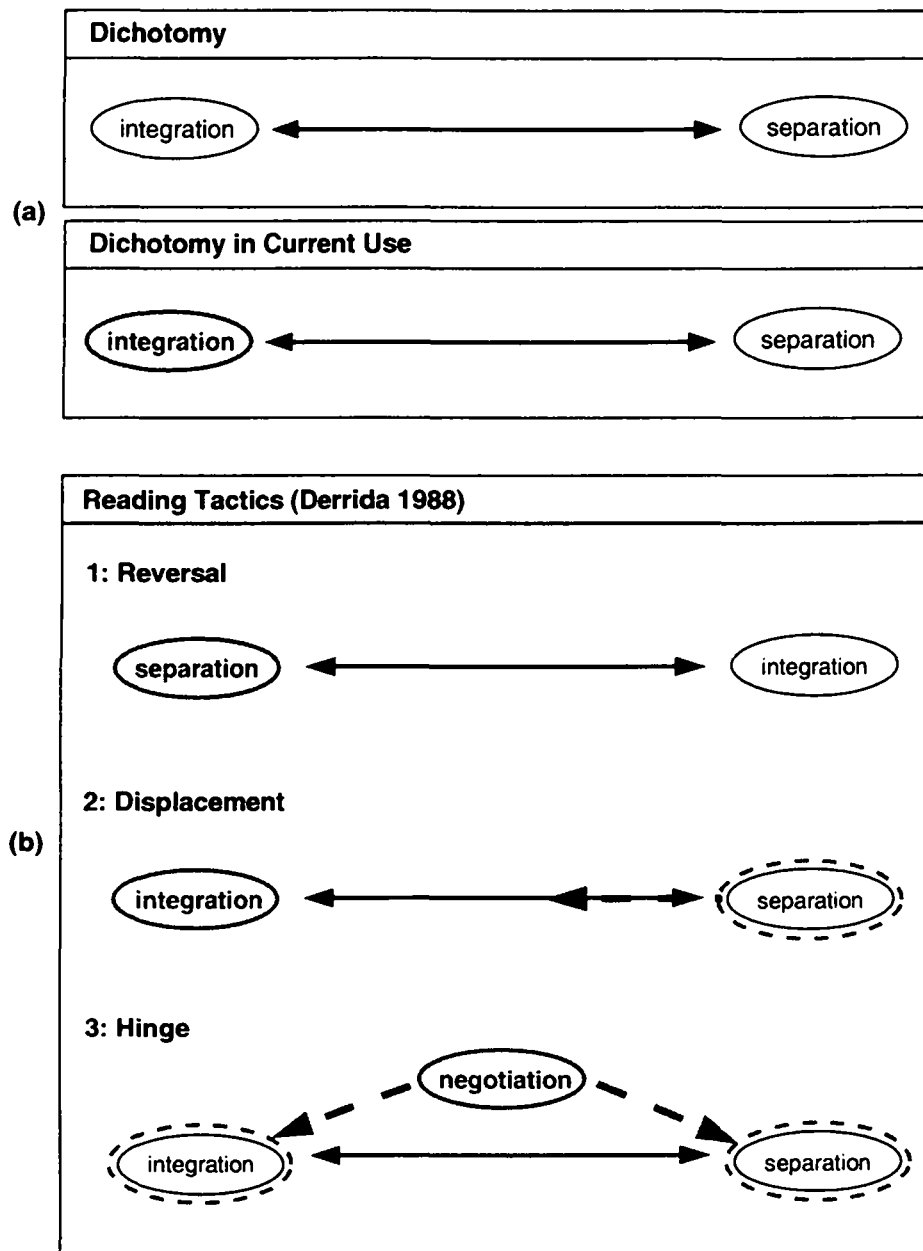 Dichotomy
integration separation
(a)
Dichotomy in Current Use
integration separation
Reading Tactics (Derrida 1988)
1: Reversal
separation integration
2: Displacement
(b)
integration separation
3: Hinge
negotiation
integration separation